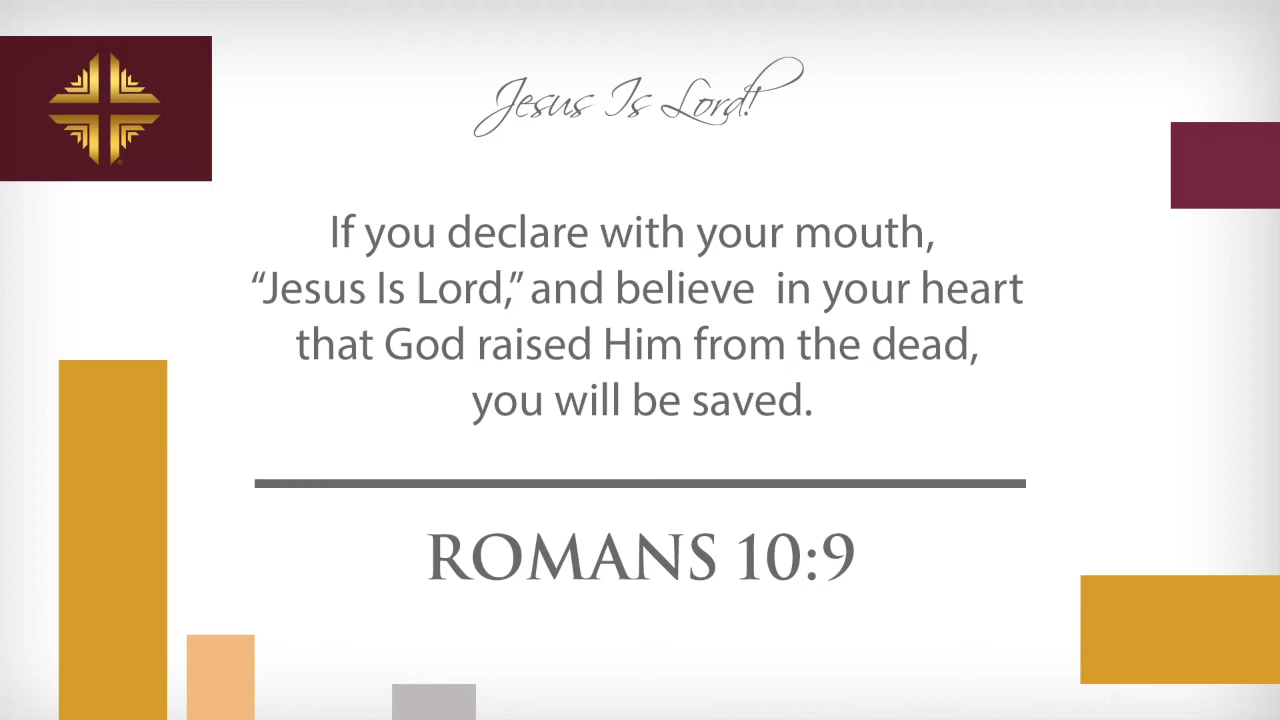 Jesus Is Lord!
If you declare with your mouth,
“Jesus Is Lord,” and believe  in your heart
that God raised Him from the dead,
you will be saved.
ROMANS 10:9